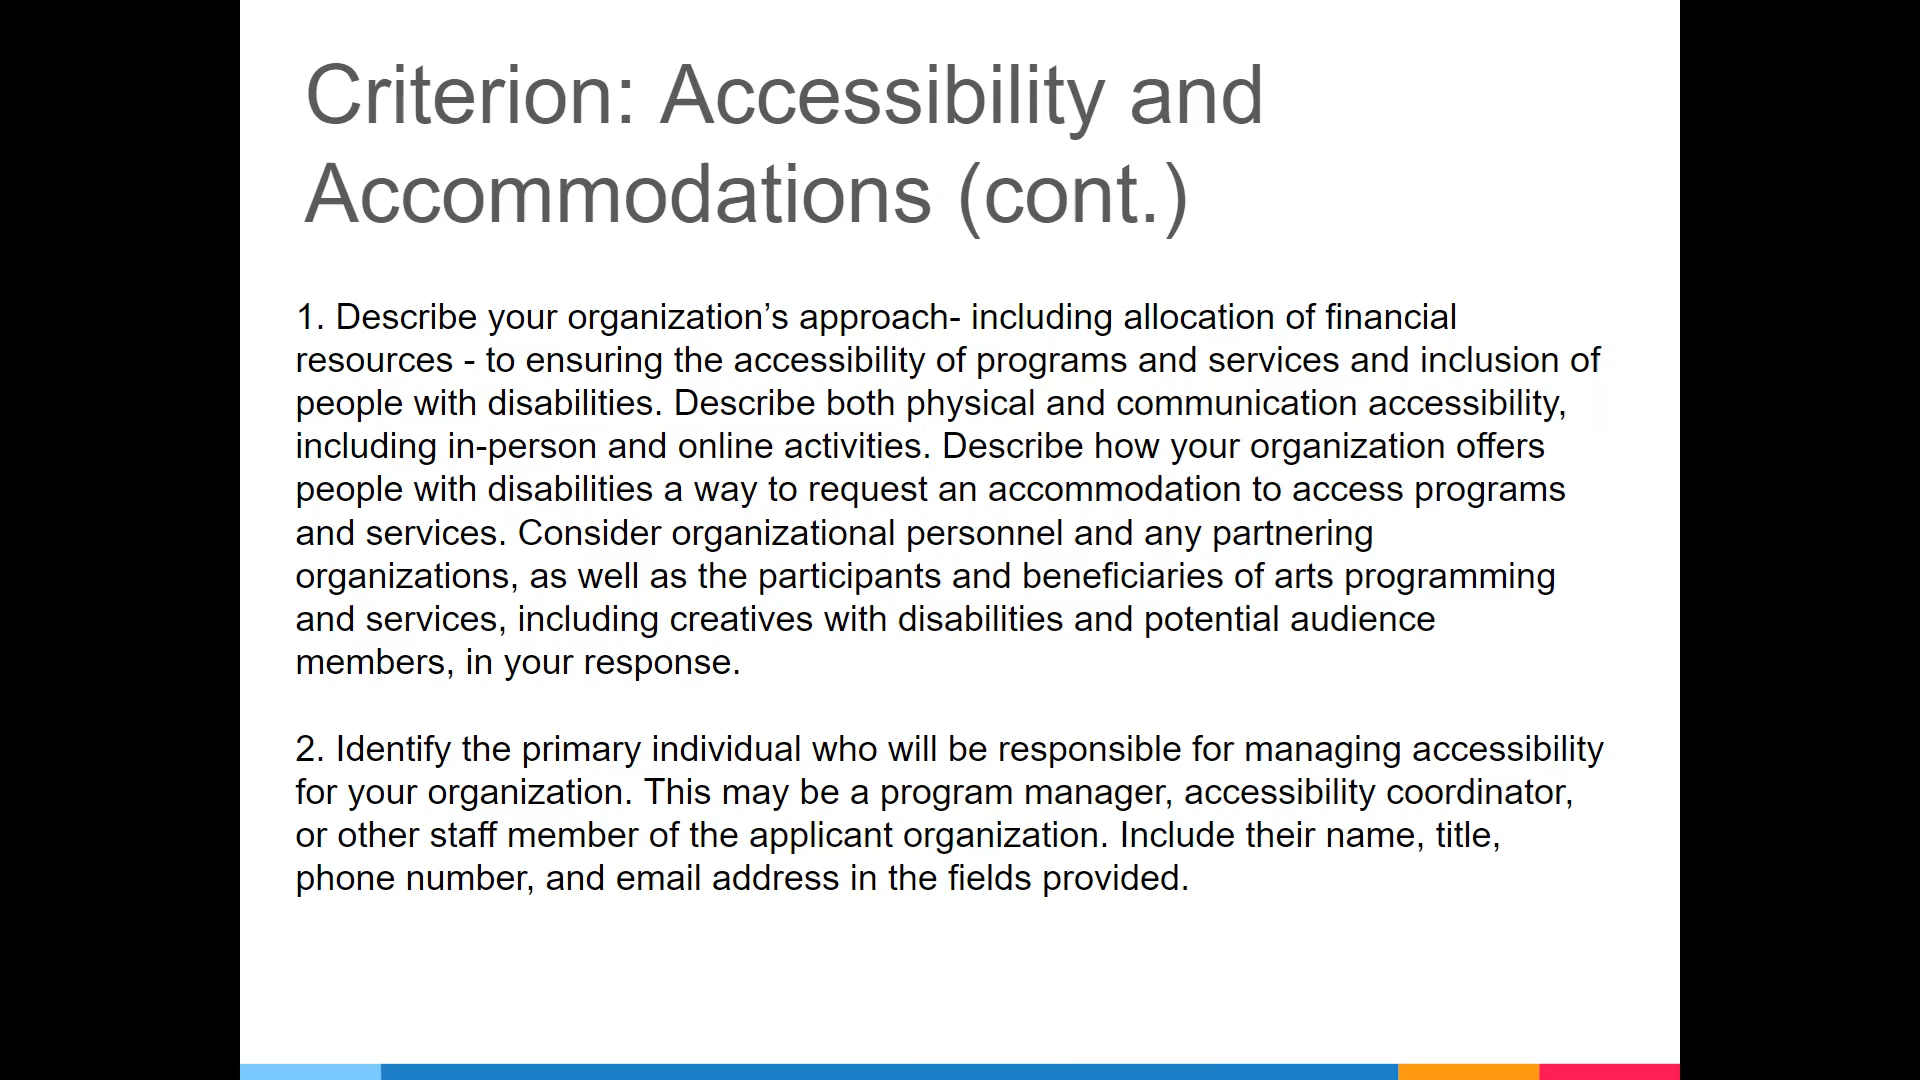 Criterion: Accessibility and
Accommodations (cont.)
1. Describe your organization’s approach- including allocation of financial
resources - to ensuring the accessibility of programs and services and inclusion of
people with disabilities. Describe both physical and communication accessibility,
including in-person and online activities. Describe how your organization offers
people with disabilities a way to request an accommodation to access programs
and services. Consider organizational personnel and any partnering
organizations, as well as the participants and beneficiaries of arts programming
and services, including creatives with disabilities and potential audience
members, in your response.
2. Identify the primary individual who will be responsible for managing accessibility
for your organization. This may be a program manager, accessibility coordinator,
or other staff member of the applicant organization. Include their name, title,
phone number, and email address in the fields provided.